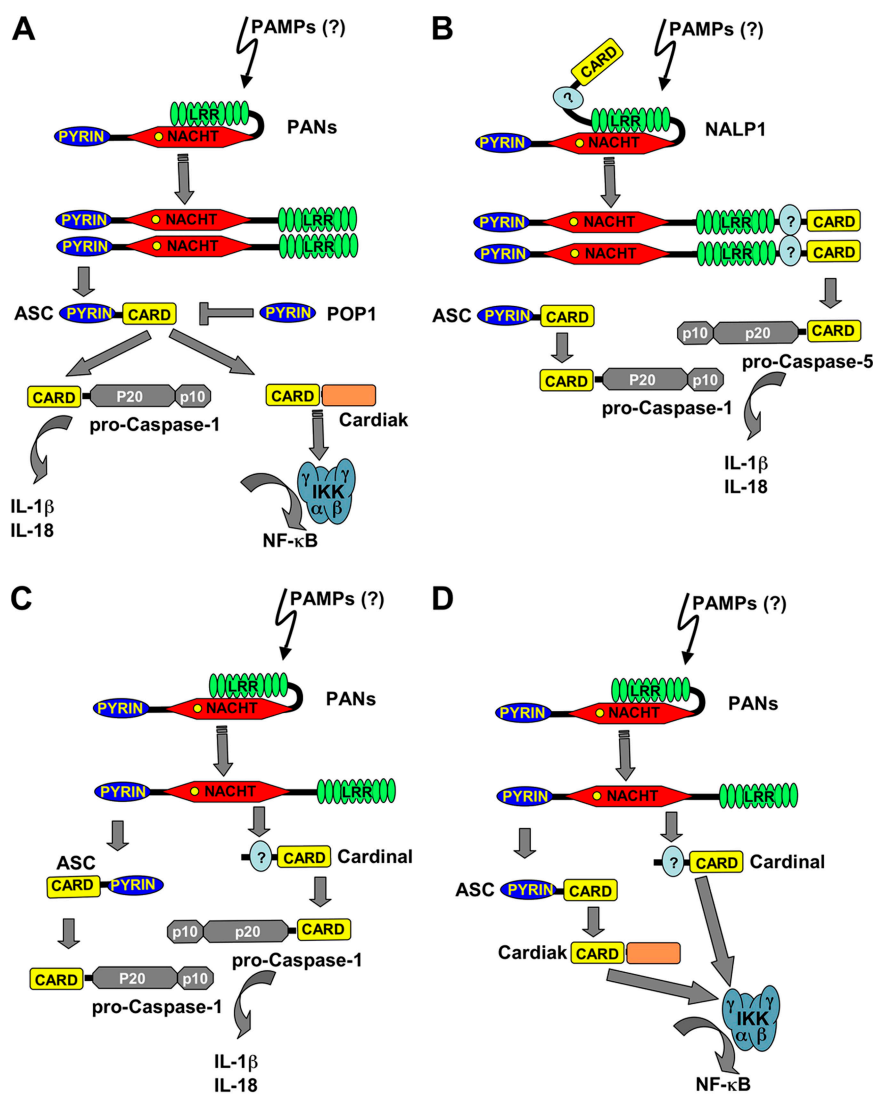 A
PAMPs (?)
LRR
PYRIN
NACHT
PANs
PYRIN
NACHT
LRR
PYRIN
NACHT
LRR
ASC
PYRIN
CARD
PYRIN
POP1
CARD
P20
p10
pro-Caspase-1
CARD
Cardiak
IL-1β
IL-18
γ
γ
IKK
α
β
NF-κB
B
PAMPs (?)
CARD
?
LRR
PYRIN
NACHT
NALP1
PYRIN
NACHT
LRR
?
CARD
PYRIN
NACHT
LRR
?
CARD
ASC
PYRIN
CARD
p10
p20
CARD
pro-Caspase-5
CARD
P20
p10
pro-Caspase-1
IL-1β
IL-18
C
PAMPs (?)
LRR
PYRIN
NACHT
PANs
PYRIN
NACHT
LRR
ASC
CARD
PYRIN
?
CARD
Cardinal
p10
p20
CARD
pro-Caspase-1
CARD
P20
p10
pro-Caspase-1
IL-1β
IL-18
D
PAMPs (?)
LRR
PYRIN
NACHT
PANs
PYRIN
NACHT
LRR
?
CARD
Cardinal
ASC
PYRIN
CARD
Cardiak
CARD
γ
γ
IKK
α
β
NF-κB